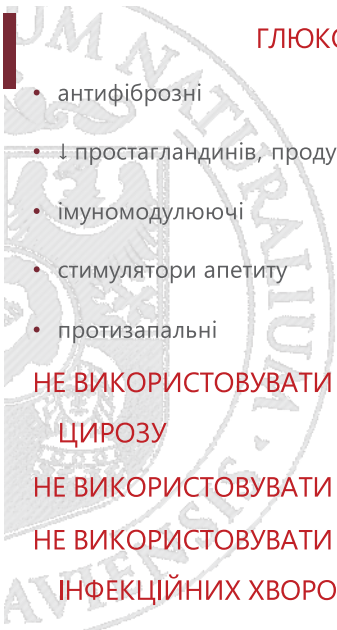 ГЛЮКО
• антифіброзні
• ↓ простагландинів, проду
• імуномодулюючі
• стимулятори апетиту
• протизапальні
НЕ ВИКОРИСТОВУВАТИ
ЦИРОЗУ
НЕ ВИКОРИСТОВУВАТИ
НЕ ВИКОРИСТОВУВАТИ
ІНФЕКЦІЙНИХ ХВОРО